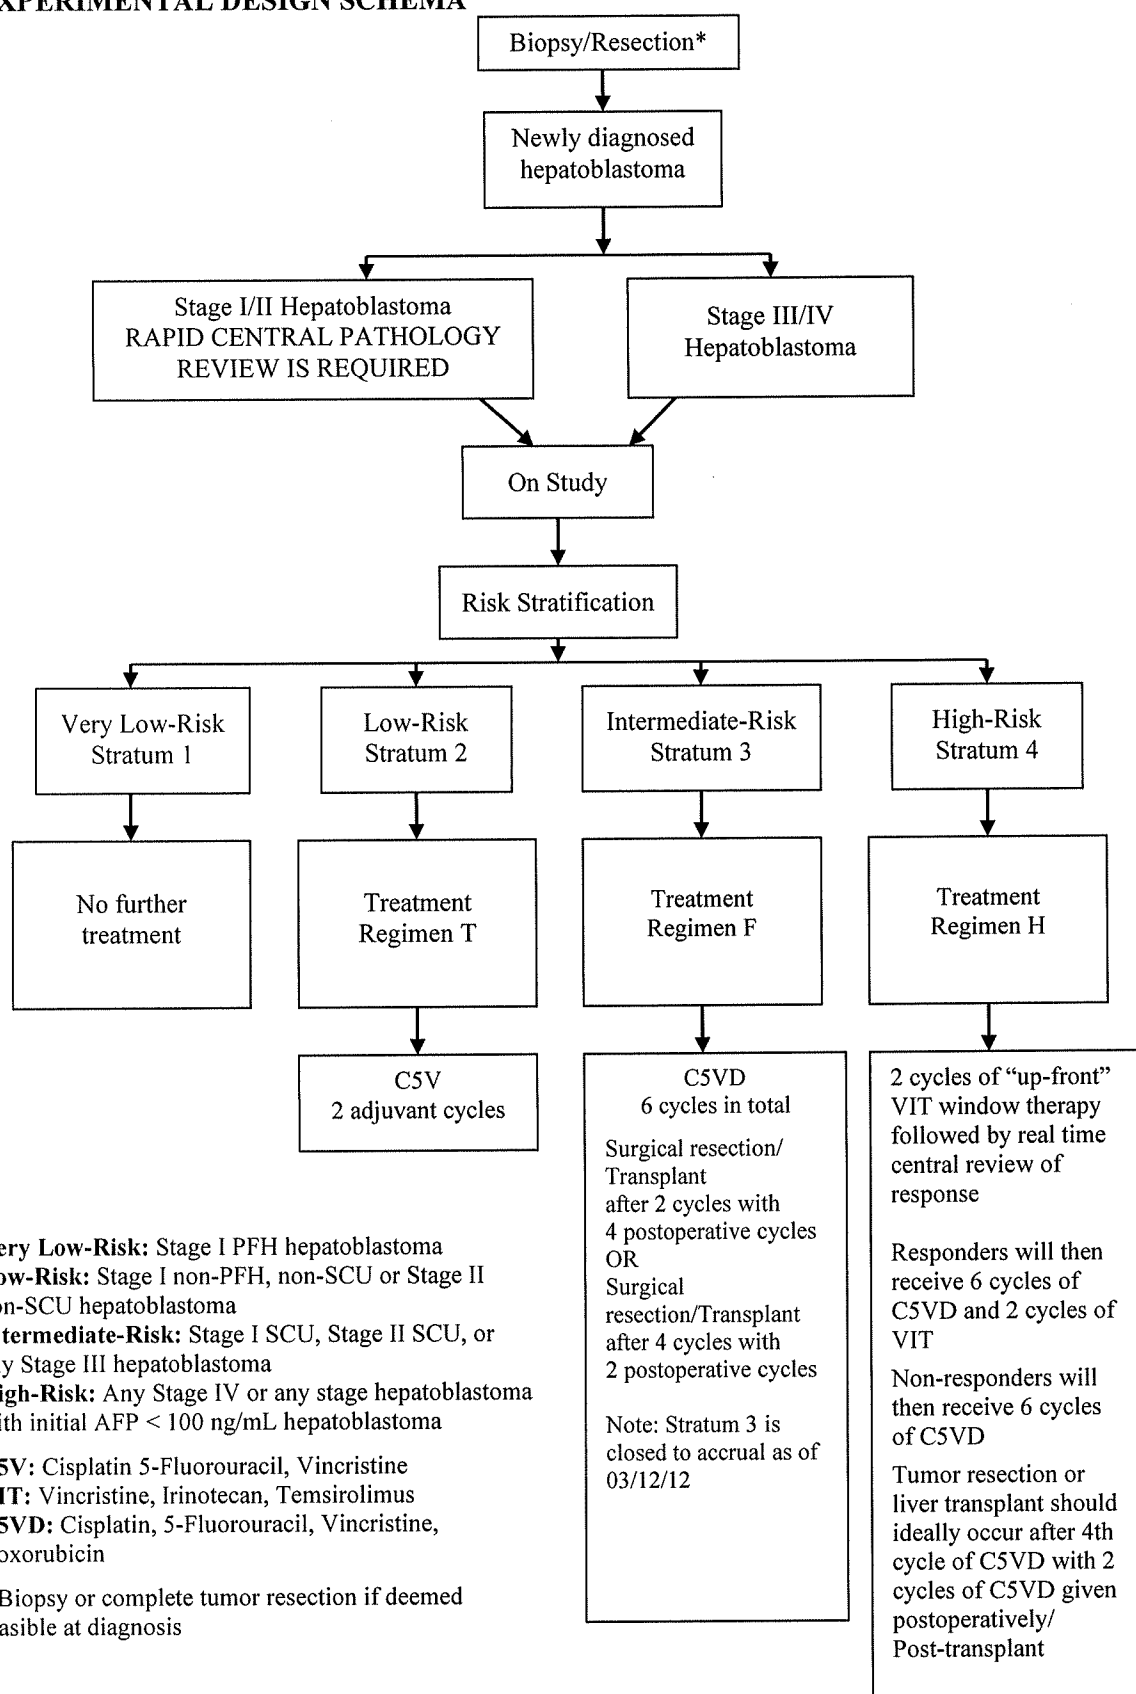 XPERIMENTAL DESIGN SCHEMA
Biopsy/Resection*
Newly diagnosed
hepatoblastoma
Stage I/II Hepatoblastoma
RAPID CENTRAL PATHOLOGY
REVIEW IS REQUIRED
Stage III/IV
Hepatoblastoma
On Study
Risk Stratification
Very Low-Risk
Stratum 1
Low-Risk
Stratum 2
Intermediate-Risk
Stratum 3
High-Risk
Stratum 4
No further
treatment
Treatment
Regimen T
Treatment
Regimen F
Treatment
Regimen H
C5V
2 adjuvant cycles
C5VD
6 cycles in total
Surgical resection/
Transplant
after 2 cycles with
4 postoperative cycles
OR
Surgical
resection/Transplant
after 4 cycles with
2 postoperative cycles
Note: Stratum 3 is
closed to accrual as of
03/12/12
2 cycles of “up-front”
VIT window therapy
followed by real time
central review of
response
Responders will then
receive 6 cycles of
C5VD and 2 cycles of
VIT
Non-responders will
then receive 6 cycles
of C5VD
Tumor resection or
liver transplant should
ideally occur after 4th
cycle of C5VD with 2
cycles of C5VD given
postoperatively/
Post-transplant
ery Low-Risk: Stage I PFH hepatoblastoma
ow-Risk: Stage I non-PFH, non-SCU or Stage II
on-SCU hepatoblastoma
ntermediate-Risk: Stage I SCU, Stage II SCU, or
ny Stage III hepatoblastoma
igh-Risk: Any Stage IV or any stage hepatoblastoma
ith initial AFP < 100 ng/mL hepatoblastoma
5V: Cisplatin 5-Fluorouracil, Vincristine
IT: Vincristine, Irinotecan, Temsirolimus
5VD: Cisplatin, 5-Fluorouracil, Vincristine,
oxorubicin
Biopsy or complete tumor resection if deemed
asible at diagnosis